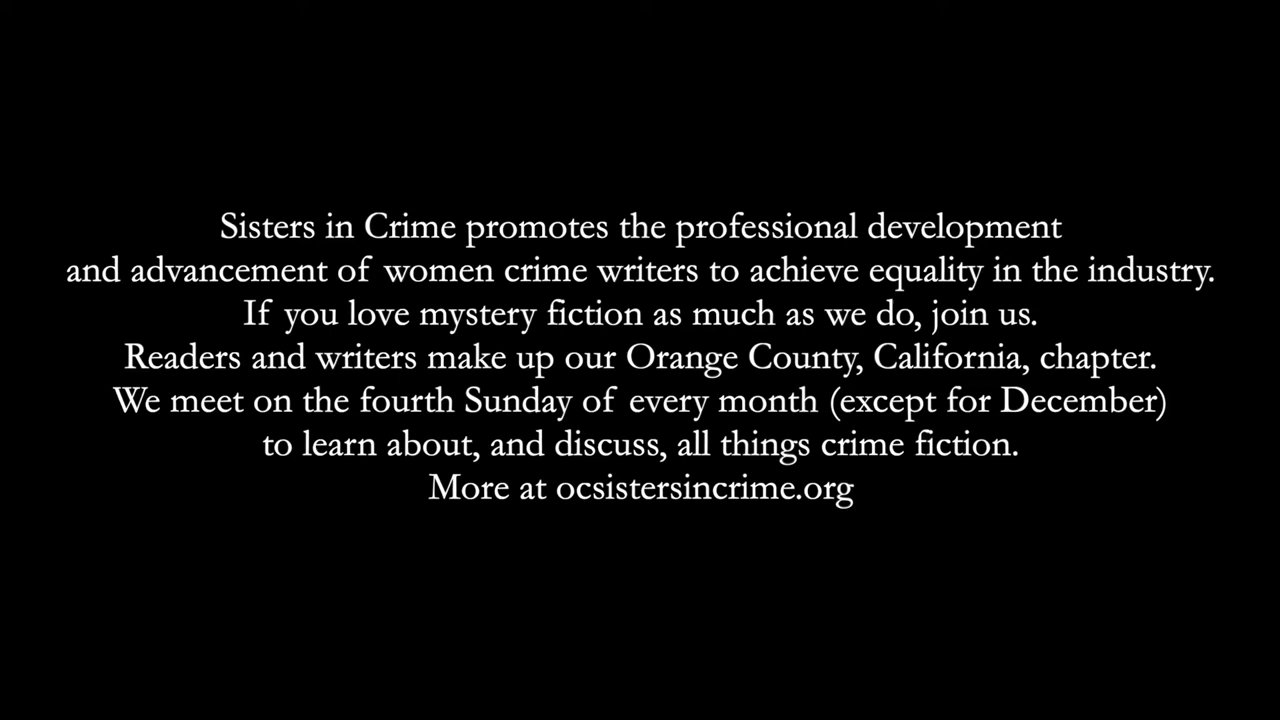 Sisters in Crime promotes the professional development
and advancement of women crime writers to achieve equality in the industry.
If you love mystery fiction as much as we do, join us.
Readers and writers make up our Orange County, California, chapter.
We meet on the fourth Sunday of every month (except for December)
to learn about, and discuss, all things crime fiction.
More at ocsistersincrime.org